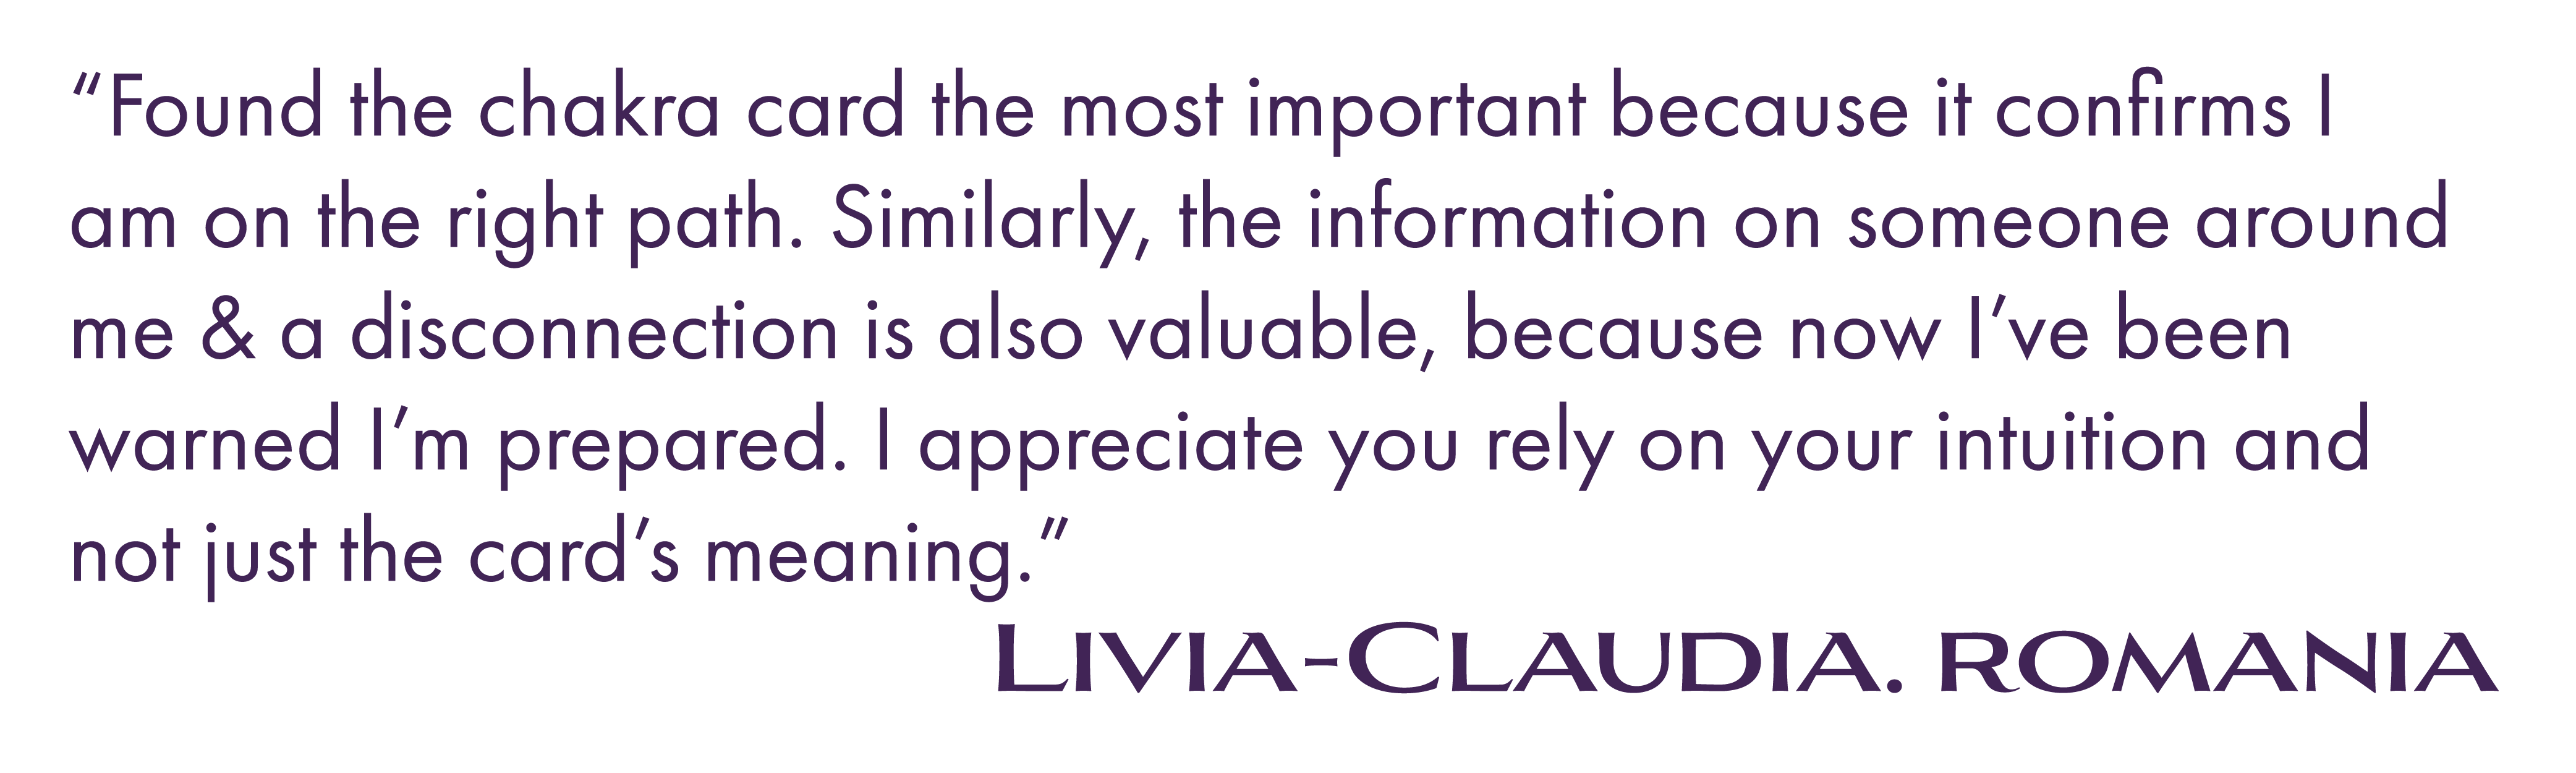 “Found the chakra card the most important because it confirms I
am on the right path. Similarly, the information on someone around
me & a disconnection is also valuable, because now I’ve been
warned I’m prepared. I appreciate you rely on your intuition and
not just the card’s meaning.”
Livia-Claudia. Romania